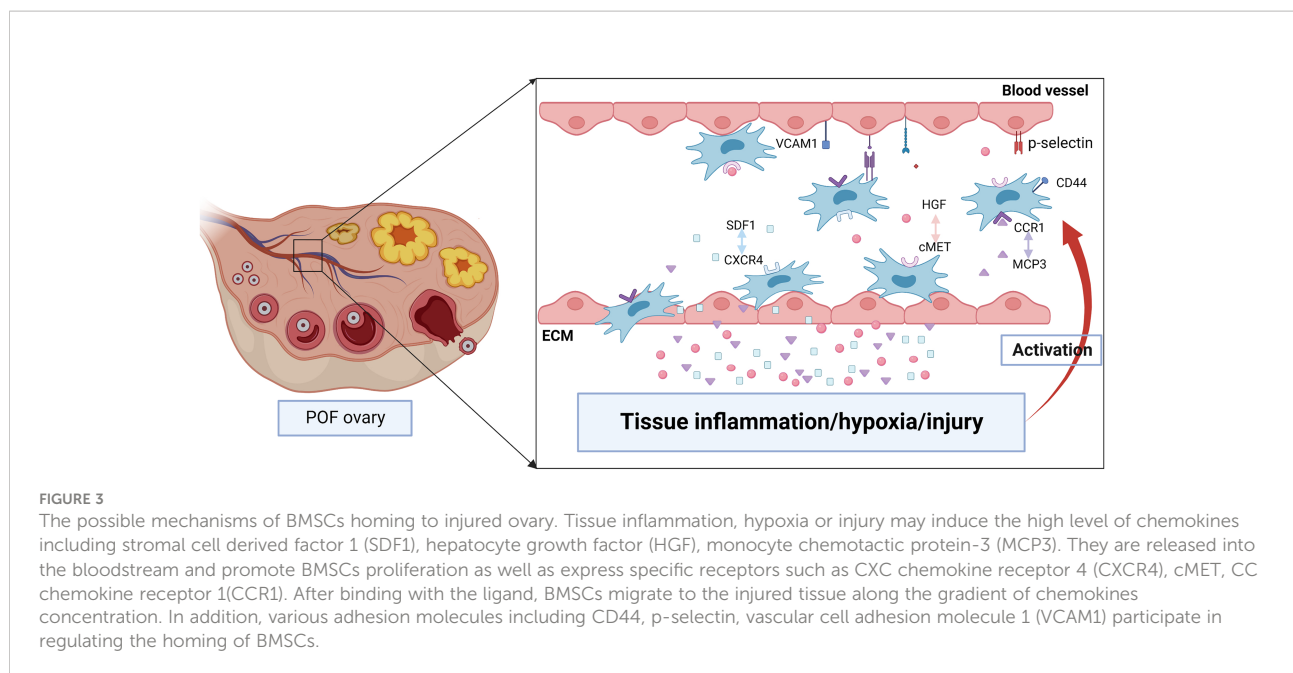 Blood vessel
VCAM1
p-selectin
CD44
HGF
SDF1
CCR1
cMET
CXCR4
MCP3
ECM
Activation
POF ovary
Tissue inflammation/hypoxia/injury
FIGURE 3
The possible mechanisms of BMSCs homing to injured ovary. Tissue inflammation, hypoxia or injury may induce the high level of chemokines
including stromal cell derived factor 1 (SDF1), hepatocyte growth factor (HGF), monocyte chemotactic protein-3 (MCP3). They are released into
the bloodstream and promote BMSCs proliferation as well as express specific receptors such as CXC chemokine receptor 4 (CXCR4), cMET, CC
chemokine receptor 1(CCR1). After binding with the ligand, BMSCs migrate to the injured tissue along the gradient of chemokines
concentration. In addition, various adhesion molecules including CD44, p-selectin, vascular cell adhesion molecule 1 (VCAM1) participate in
regulating the homing of BMSCs.